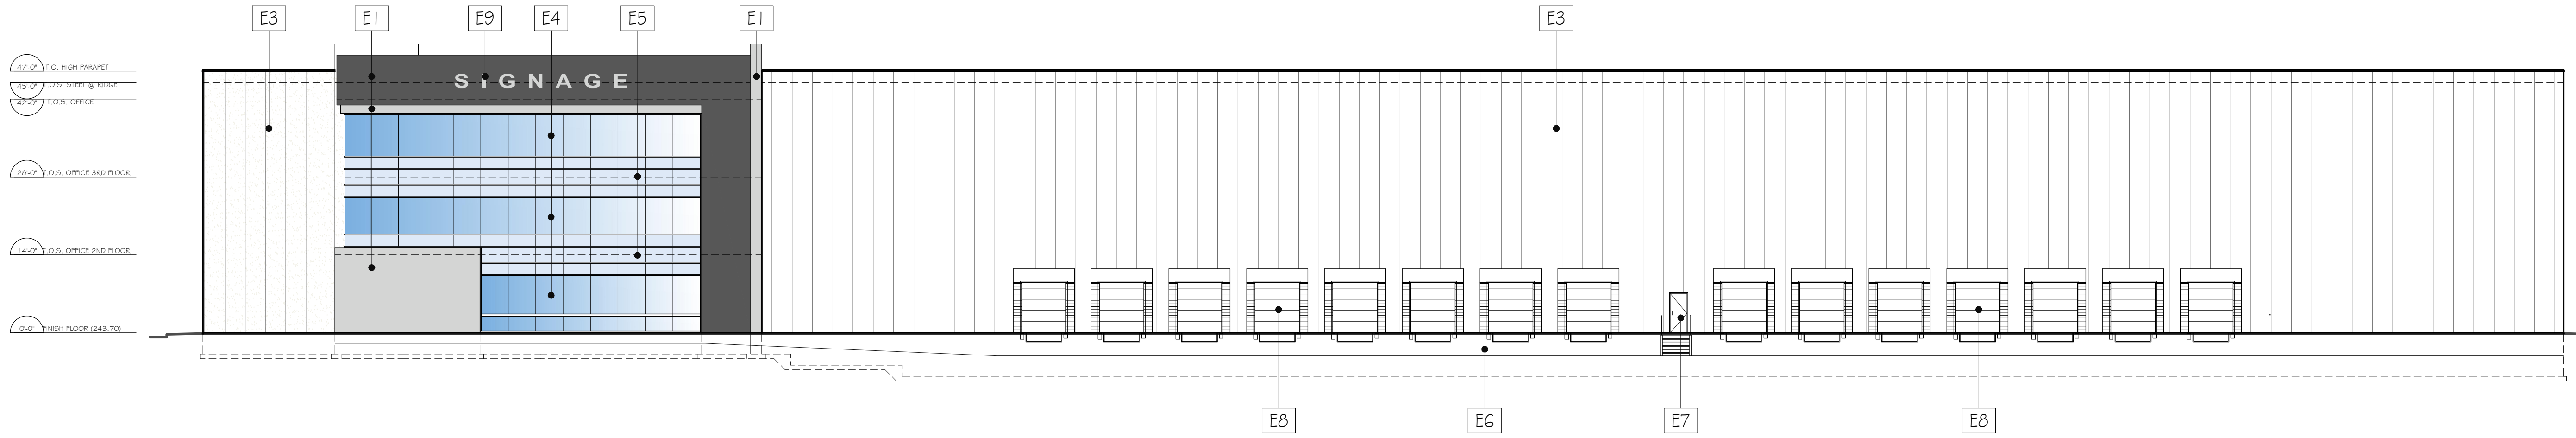 E3
E1
E9
E4
E5
E1
E3
47'-0" T.O. HIGH PARAPET
45'-0" T.O.S. STEEL @ RIDGE
42'-0" T.O.S. OFFICE
SIGNAGE
28'-0" T.O.S. OFFICE 3RD FLOOR
14'-0" T.O.S. OFFICE 2ND FLOOR
0'-0" FINISH FLOOR (243.70)
E8
E6
E7
E8